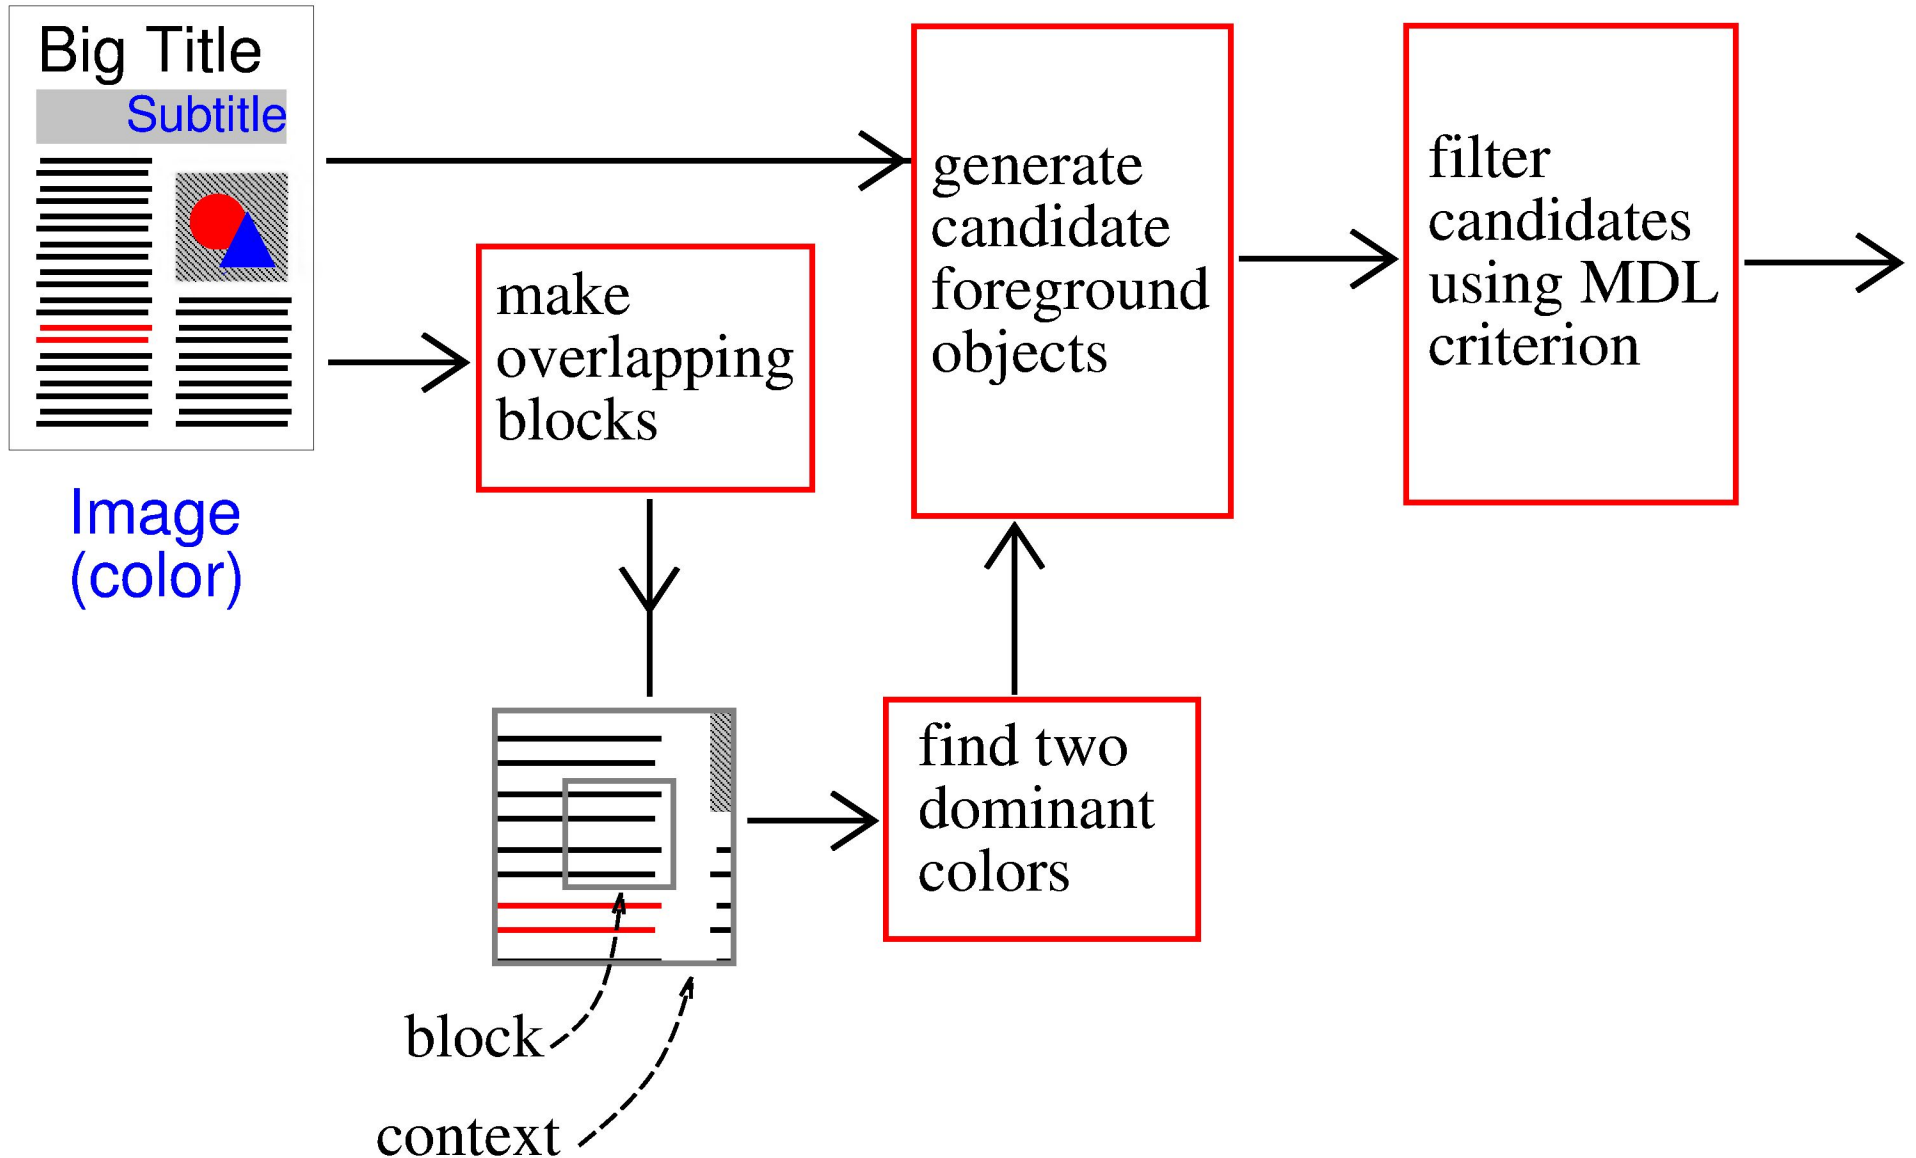 Big Title
Subtitle
Image
(color)
make
overlapping
blocks
generate
candidate
foreground
objects
filter
candidates
using MDL
criterion
find two
dominant
colors
block
context